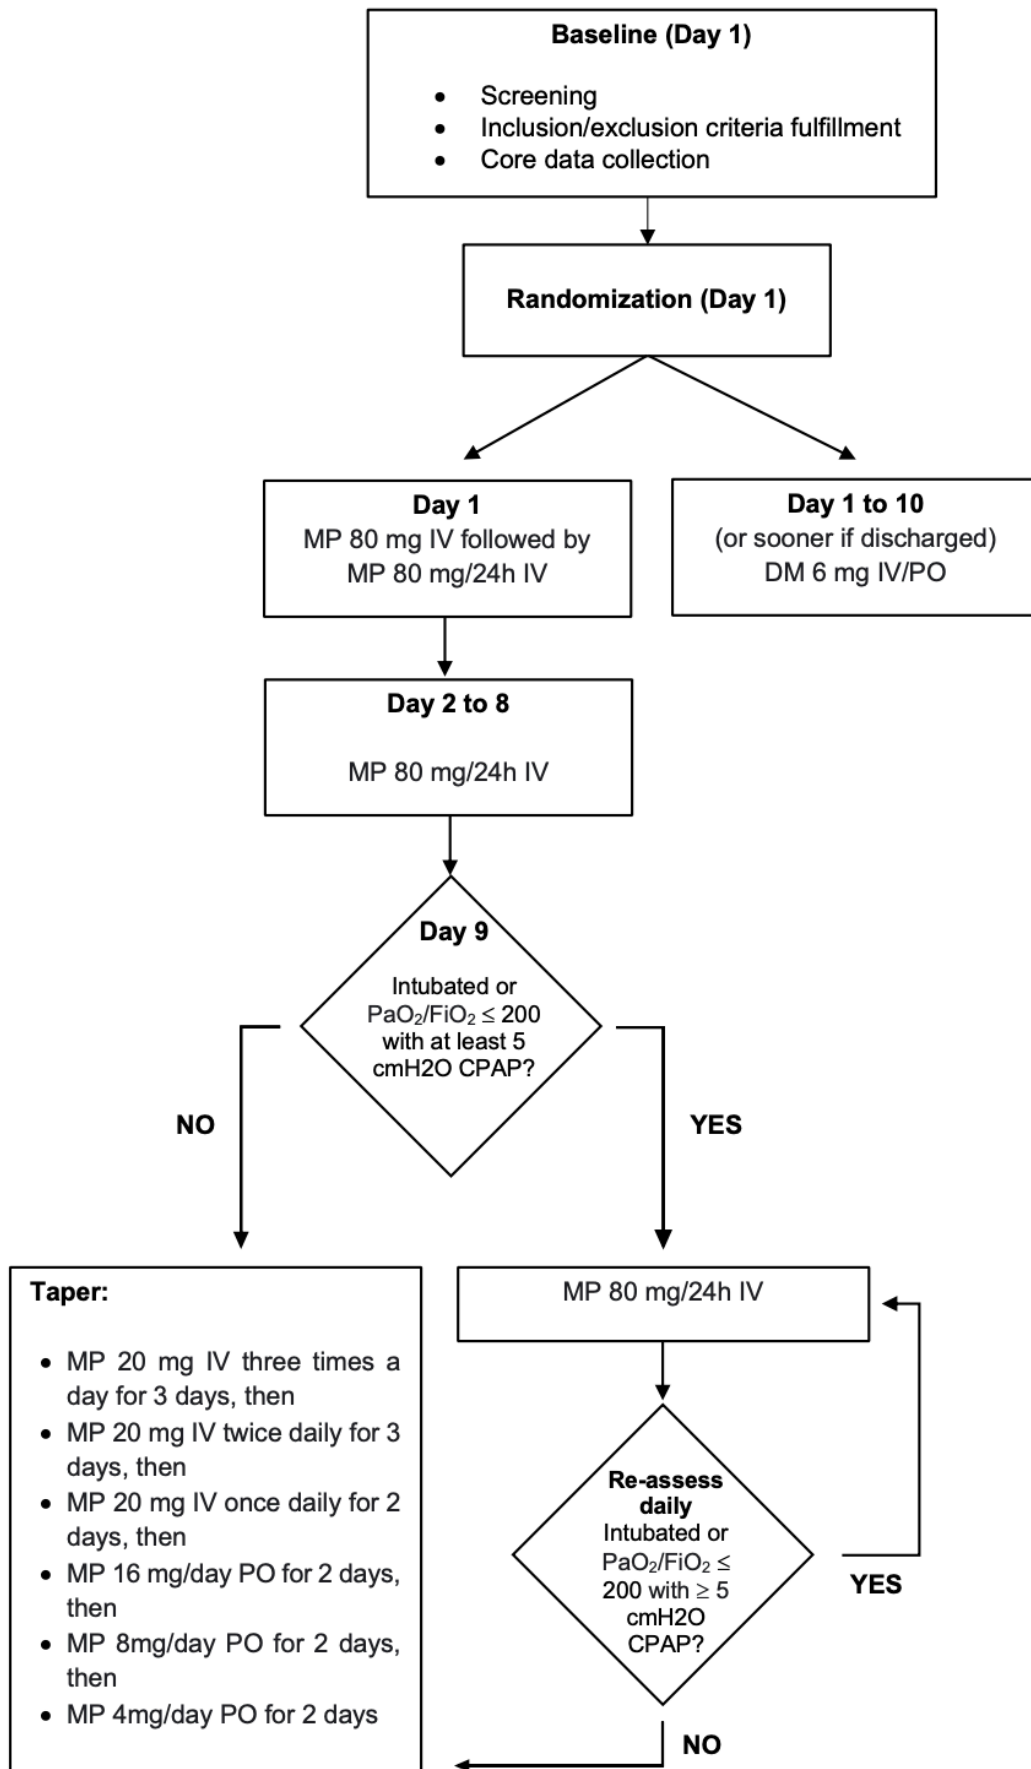 Baseline (Day 1)
• Screening
• Inclusion/exclusion criteria fulfillment
• Core data collection
Randomization (Day 1)
Day 1
MP 80 mg IV followed by
MP 80 mg/24h IV
Day 1 to 10
(or sooner if discharged)
DM 6 mg IV/PO
Day 2 to 8
MP 80 mg/24h IV
Day 9
Intubated or
PaO₂/FiO₂ ≤ 200
with at least 5
cmH2O CPAP?
NO
YES
Taper:
• MP 20 mg IV three times a
day for 3 days, then
• MP 20 mg IV twice daily for 3
days, then
• MP 20 mg IV once daily for 2
days, then
• MP 16 mg/day PO for 2 days,
then
• MP 8mg/day PO for 2 days,
then
• MP 4mg/day PO for 2 days
MP 80 mg/24h IV
Re-assess
daily
Intubated or
PaO₂/FiO₂ ≤
200 with ≥ 5
cmH2O
CPAP?
YES
NO